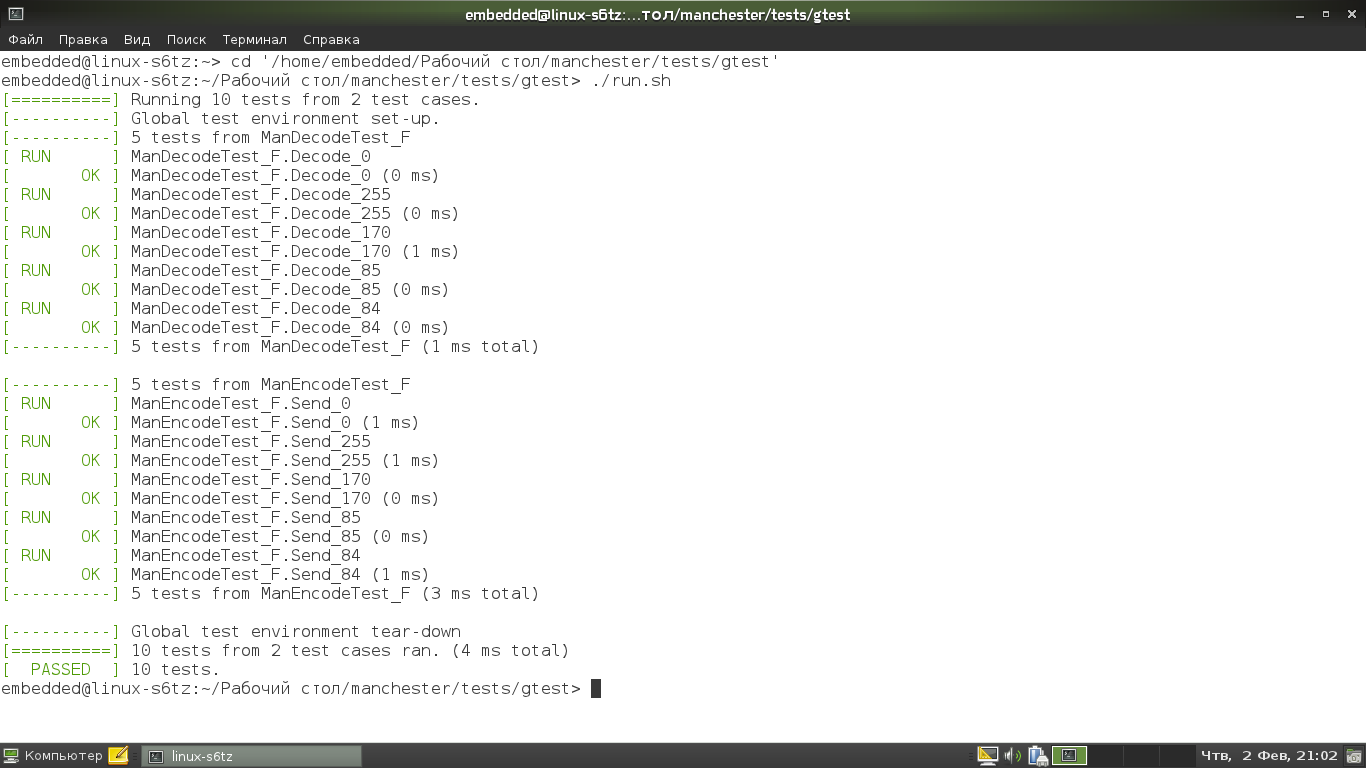 embedded@linux-s6tz:...тол/manchester/tests/gtest
Файл Правка Вид Поиск Терминал Справка
embedded@linux-s6tz:~> cd '/home/embedded/Рабочий стол/manchester/tests/gtest'
embedded@linux-s6tz:~/Рабочий стол/manchester/tests/gtest> ./run.sh
[==========] Running 10 tests from 2 test cases.
[----------] Global test environment set-up.
[----------] 5 tests from ManDecodeTest_F
[ RUN      ] ManDecodeTest_F.Decode_0
[       OK ] ManDecodeTest_F.Decode_0 (0 ms)
[ RUN      ] ManDecodeTest_F.Decode_255
[       OK ] ManDecodeTest_F.Decode_255 (0 ms)
[ RUN      ] ManDecodeTest_F.Decode_170
[       OK ] ManDecodeTest_F.Decode_170 (1 ms)
[ RUN      ] ManDecodeTest_F.Decode_85
[       OK ] ManDecodeTest_F.Decode_85 (0 ms)
[ RUN      ] ManDecodeTest_F.Decode_84
[       OK ] ManDecodeTest_F.Decode_84 (0 ms)
[----------] 5 tests from ManDecodeTest_F (1 ms total)
[----------] 5 tests from ManEncodeTest_F
[ RUN      ] ManEncodeTest_F.Send_0
[       OK ] ManEncodeTest_F.Send_0 (1 ms)
[ RUN      ] ManEncodeTest_F.Send_255
[       OK ] ManEncodeTest_F.Send_255 (1 ms)
[ RUN      ] ManEncodeTest_F.Send_170
[       OK ] ManEncodeTest_F.Send_170 (0 ms)
[ RUN      ] ManEncodeTest_F.Send_85
[       OK ] ManEncodeTest_F.Send_85 (0 ms)
[ RUN      ] ManEncodeTest_F.Send_84
[       OK ] ManEncodeTest_F.Send_84 (1 ms)
[----------] 5 tests from ManEncodeTest_F (3 ms total)
[----------] Global test environment tear-down
[==========] 10 tests from 2 test cases ran. (4 ms total)
[  PASSED  ] 10 tests.
embedded@linux-s6tz:~/Рабочий стол/manchester/tests/gtest>
Компьютер linux-s6tz Чтв, 2 Фев, 21:02